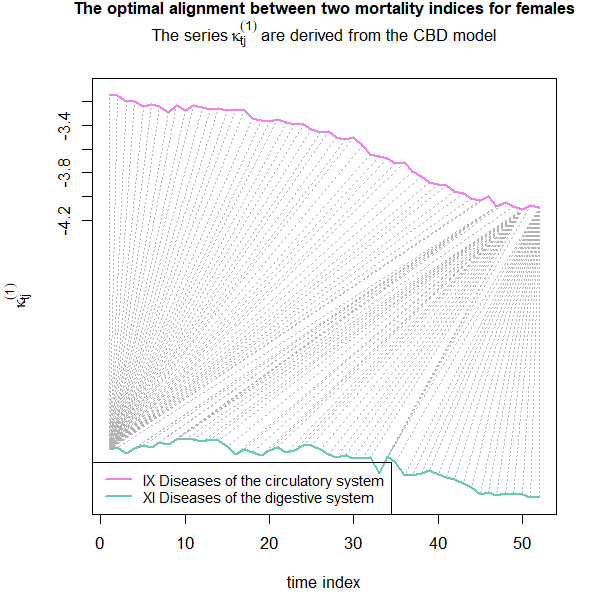 The optimal alignment between two mortality indices for females
The series κtj(1) are derived from the CBD model
-3.4
-3.8
-4.2
κtj(1)
IX Diseases of the circulatory system
XI Diseases of the digestive system
0 10 20 30 40 50
time index